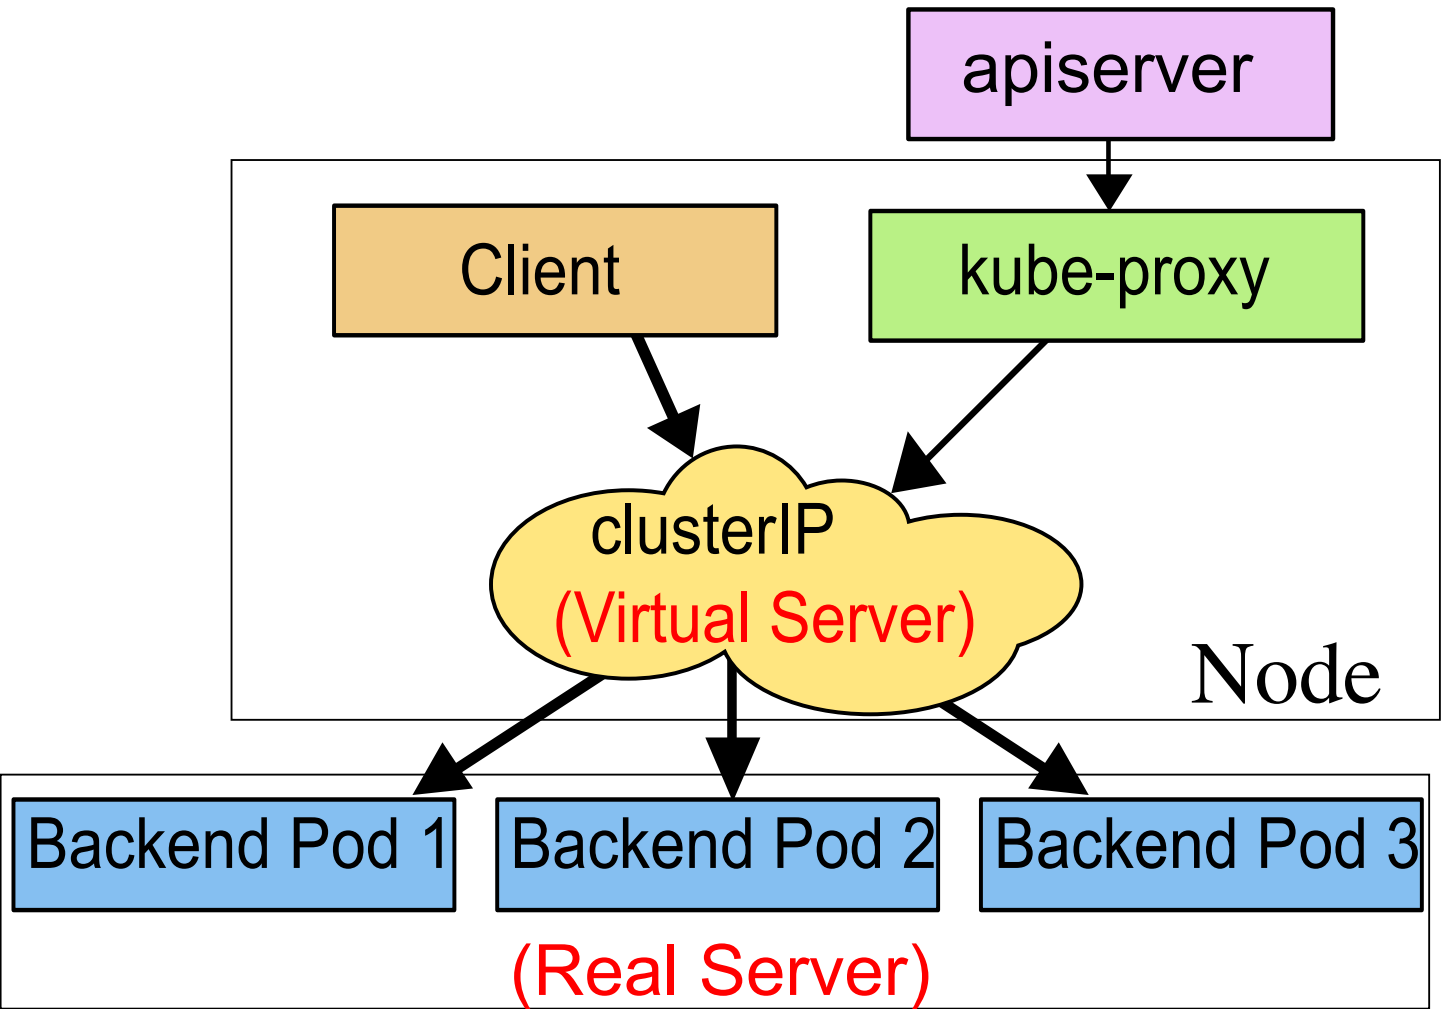 apiserver
Client
kube-proxy
clusterIP
(Virtual Server)
Node
Backend Pod 1
Backend Pod 2
Backend Pod 3
(Real Server)